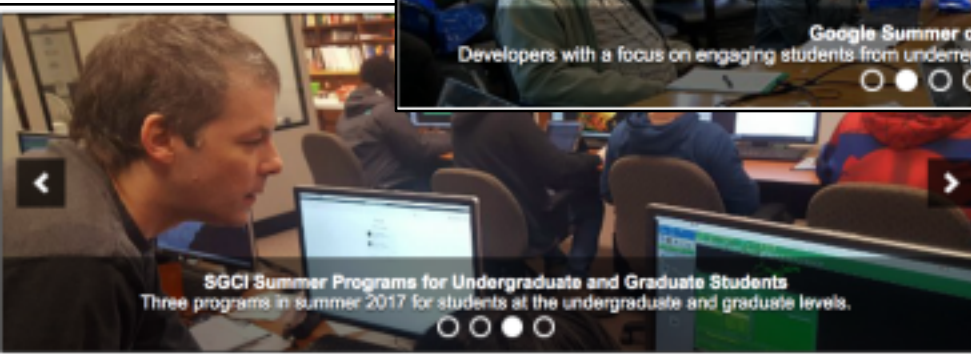 Google Summer o
Developers with a focus on engaging students from underre
SGCI Summer Programs for Undergraduate and Graduate Students
Three programs in summer 2017 for students at the undergraduate and graduate levels.